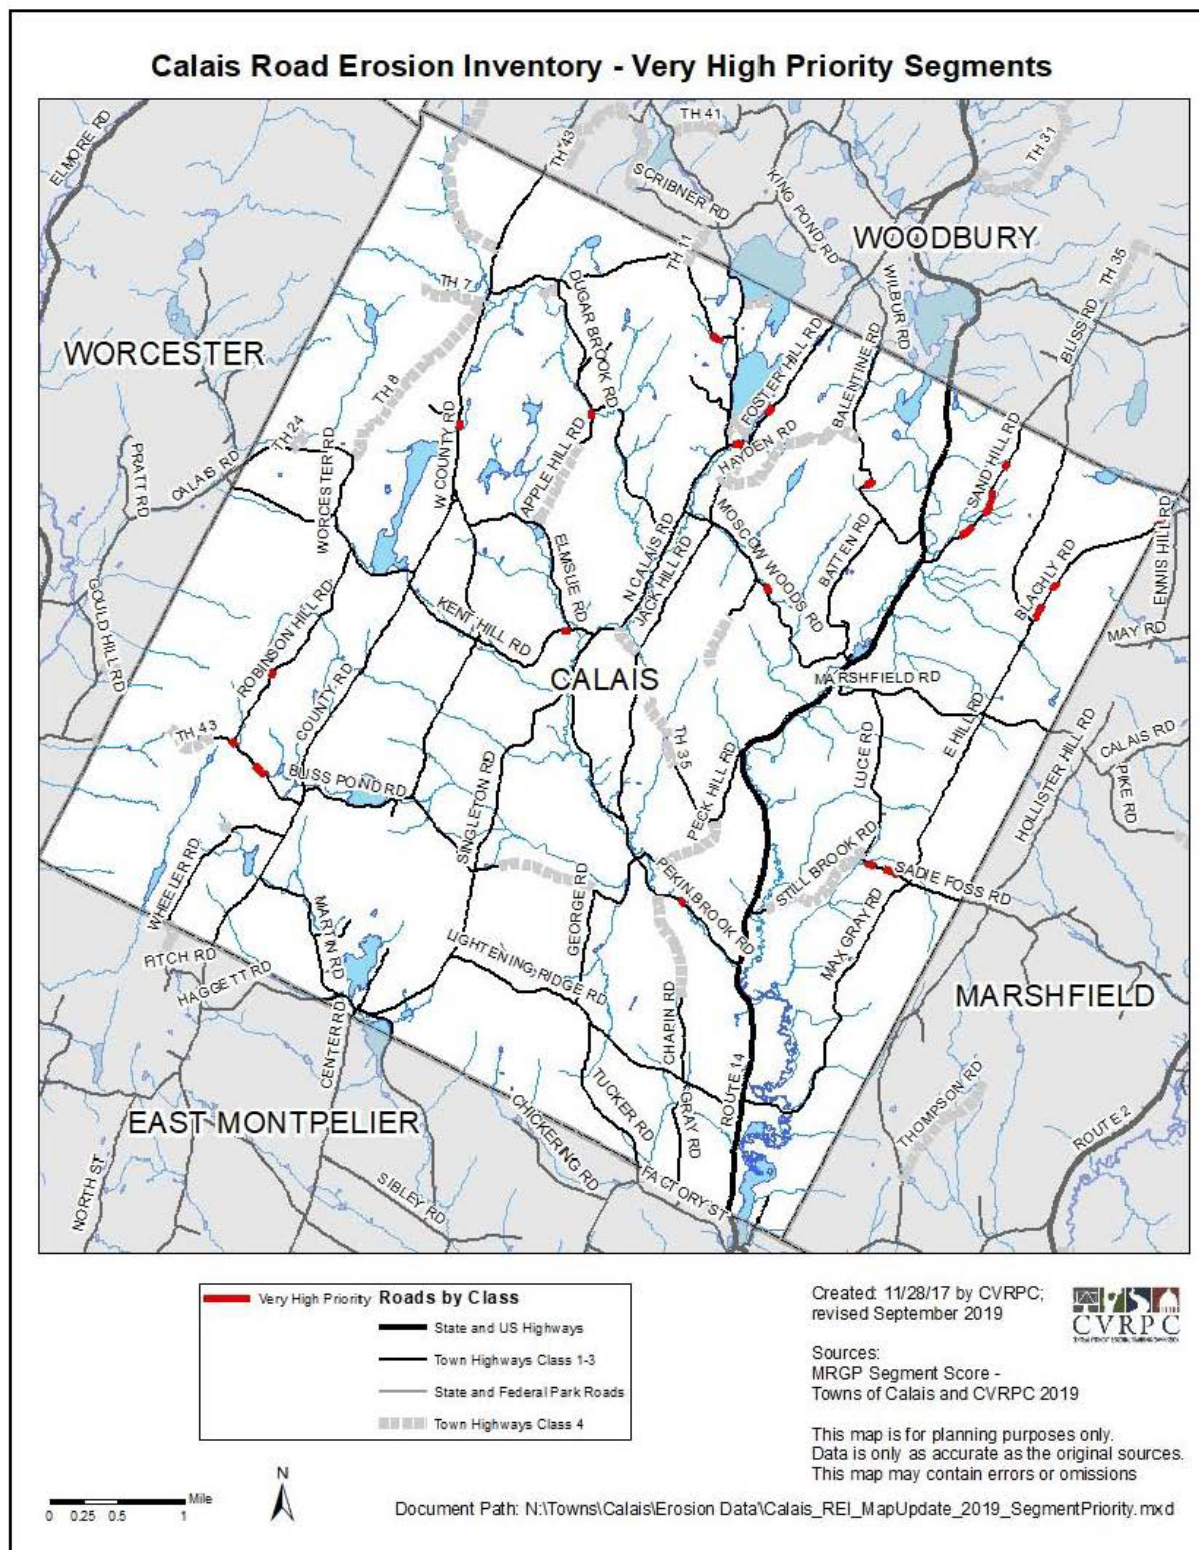 Calais Road Erosion Inventory - Very High Priority Segments
ELMORE RD
TH 43
TH 41
TH 31
SCRIBNER RD
KING POND RD
WOODBURY
TH 11
TH 35
TH 7
DUGAR BROOK RD
WILBUR RD
BLISS RD
WORCESTER
FOSTER HILL RD
BALENTINE RD
TH 8
TH 24
W COUNTY RD
APPLE HILL RD
HAYDEN RD
SAND HILL RD
PRATT RD
CALAIS RD
WORCESTER RD
MOSCOW WOODS RD
BATTEN RD
ELMSLIE RD
N CALAIS RD
JACK HILL RD
BLACHLY RD
ENNIS HILL RD
GOULD HILL RD
KENT HILL RD
MAY RD
ROBINSON HILL RD
COUNTY RD
CALAIS
MARSHFIELD RD
TH 43
TH 35
LUCE RD
E HILL RD
HOLLISTER HILL RD
CALAIS RD
PIKE RD
BLISS POND RD
PECK HILL RD
SINGLETON RD
STILL BROOK RD
SADIE FOSS RD
WHEELER RD
PEKIN BROOK RD
GEORGE RD
MARTIN RD
MAX GRAY RD
FITCH RD
HAGGETT RD
LIGHTENING RIDGE RD
MARSHFIELD
CENTER RD
CHAPIN RD
ROUTE 14
EAST MONTPELIER
TUCKER RD
GRAY RD
CHICKERING RD
THOMPSON RD
ROUTE 2
NORTH ST
SIBLEY RD
FACTORY ST
Very High Priority
Roads by Class
State and US Highways
Town Highways Class 1-3
State and Federal Park Roads
Town Highways Class 4
Created: 11/28/17 by CVRPC;
revised September 2019
CVRPC
Sources:
MRGP Segment Score -
Towns of Calais and CVRPC 2019
This map is for planning purposes only.
Data is only as accurate as the original sources.
This map may contain errors or omissions
N
Mile
0 0.25 0.5 1
Document Path: N:\Towns\Calais\Erosion Data\Calais_REI_MapUpdate_2019_SegmentPriority.mxd